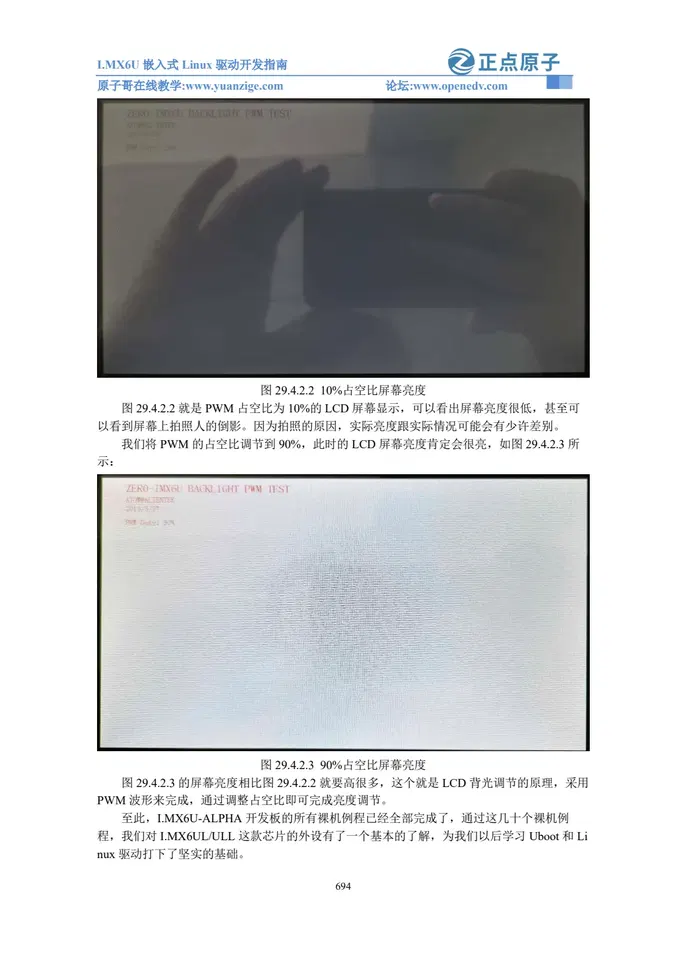 I.MX6U 嵌入式 Linux 驱动开发指南
正点原子
原子哥在线教学:www.yuanzige.com
论坛:www.openedv.com
ZERO-IMX6U BACKLIGHT PWM TEST
图 29.4.2.2 10%占空比屏幕亮度
图 29.4.2.2 就是 PWM 占空比为 10%的 LCD 屏幕显示，可以看出屏幕亮度很低，甚至可
以看到屏幕上拍照人的倒影。因为拍照的原因，实际亮度跟实际情况可能会有少许差别。
我们将 PWM 的占空比调节到 90%，此时的 LCD 屏幕亮度肯定会很亮，如图 29.4.2.3 所
示：
ZERO-IMX6U BACKLIGHT PWM TEST
ATOM@ALIENTEK
PWM 90%
图 29.4.2.3 90%占空比屏幕亮度
图 29.4.2.3 的屏幕亮度相比图 29.4.2.2 就要高很多，这个就是 LCD 背光调节的原理，采用
PWM 波形来完成，通过调整占空比即可完成亮度调节。
至此，I.MX6U-ALPHA 开发板的所有裸机例程已经全部完成了，通过这几十个裸机例
程，我们对 I.MX6UL/ULL 这款芯片的外设有了一个基本的了解，为我们以后学习 Uboot 和 Li
nux 驱动打下了坚实的基础。
694